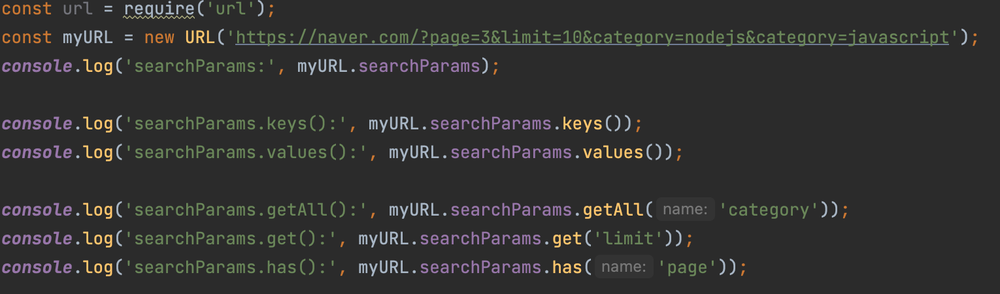 const url = require('url');
const myURL = new URL('https://naver.com/?page=3&limit=10&category=nodejs&category=javascript');
console.log('searchParams:', myURL.searchParams);
console.log('searchParams.keys():', myURL.searchParams.keys());
console.log('searchParams.values():', myURL.searchParams.values());
console.log('searchParams.getAll():', myURL.searchParams.getAll( name: 'category'));
console.log('searchParams.get():', myURL.searchParams.get('limit'));
console.log('searchParams.has():', myURL.searchParams.has( name: 'page'));